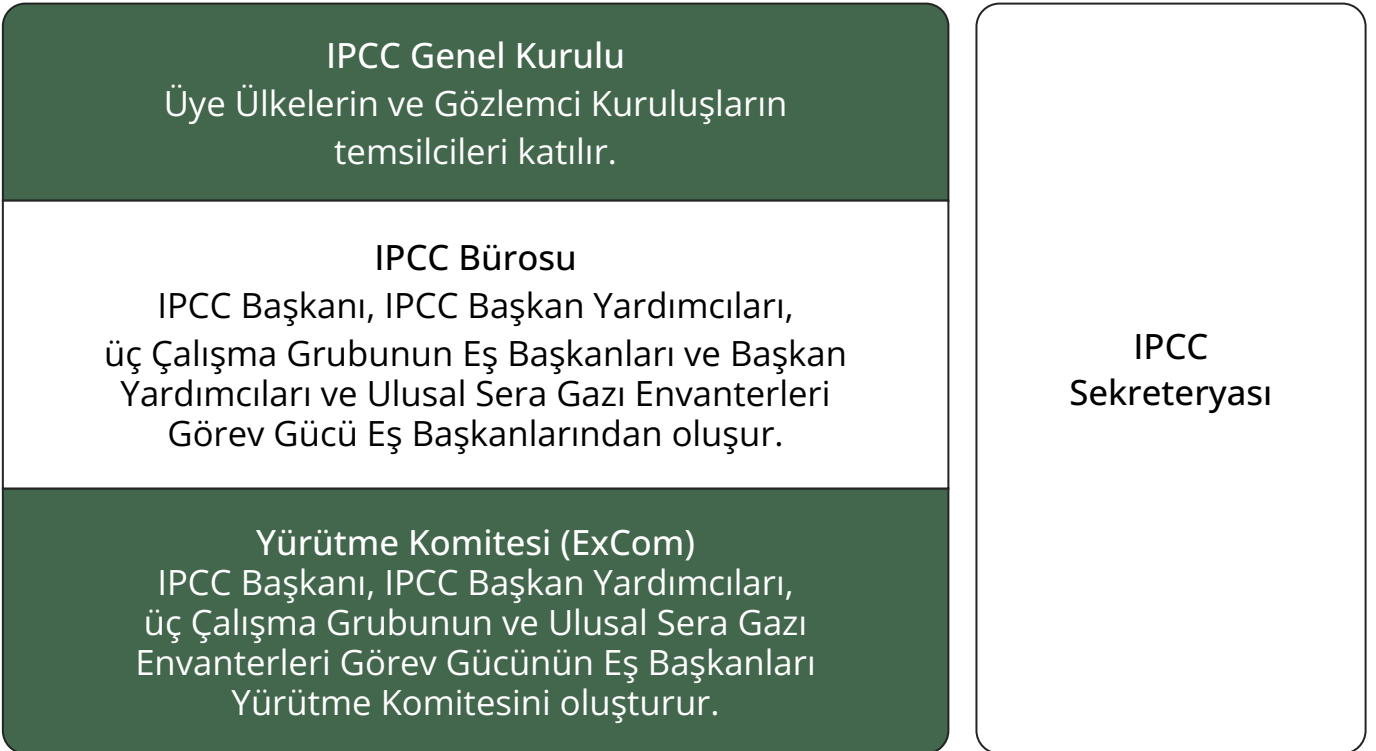 IPCC Genel Kurulu
Üye Ülkelerin ve Gözlemci Kuruluşların
temsilcileri katılır.
IPCC Bürosu
IPCC Başkanı, IPCC Başkan Yardımcıları,
üç Çalışma Grubunun Eş Başkanları ve Başkan
Yardımcıları ve Ulusal Sera Gazı Envanterleri
Görev Gücü Eş Başkanlarından oluşur.
Yürütme Komitesi (ExCom)
IPCC Başkanı, IPCC Başkan Yardımcıları,
üç Çalışma Grubunun ve Ulusal Sera Gazı
Envanterleri Görev Gücünün Eş Başkanları
Yürütme Komitesini oluşturur.
IPCC
Sekreteryası